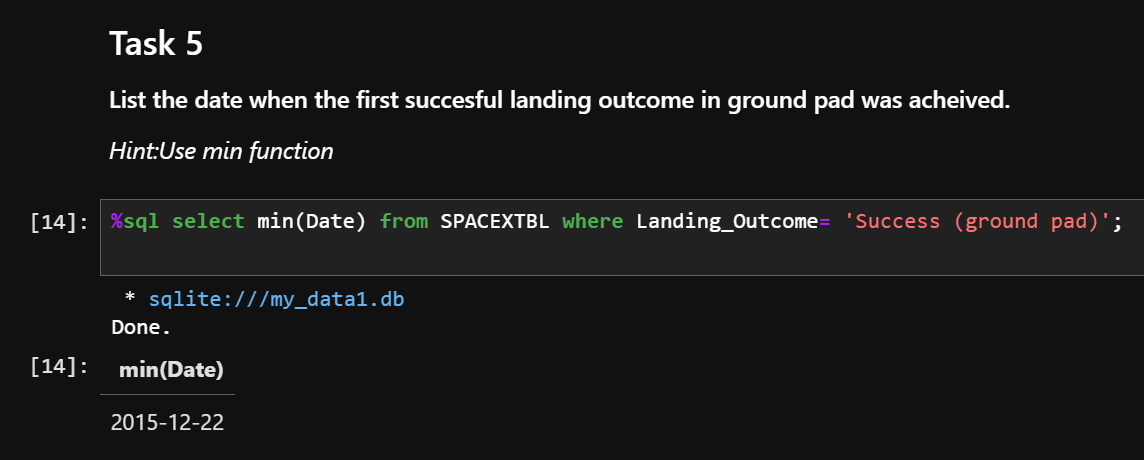 Task 5
List the date when the first succesful landing outcome in ground pad was acheived.
Hint:Use min function
[14]: %sql select min(Date) from SPACEXTBL where Landing_Outcome= 'Success (ground pad)';
* sqlite:///my_data1.db
Done.
[14]: min(Date)
2015-12-22